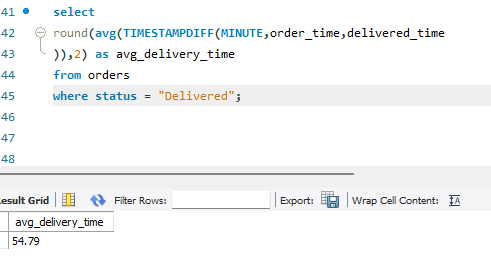 41 select
42 round(avg(TIMESTAMPDIFF(MINUTE,order_time,delivered_time
43 )),2) as avg_delivery_time
44 from orders
45 where status = "Delivered";
46
47
48
esult Grid Filter Rows: Export: Wrap Cell Content: IA
avg_delivery_time
54.79